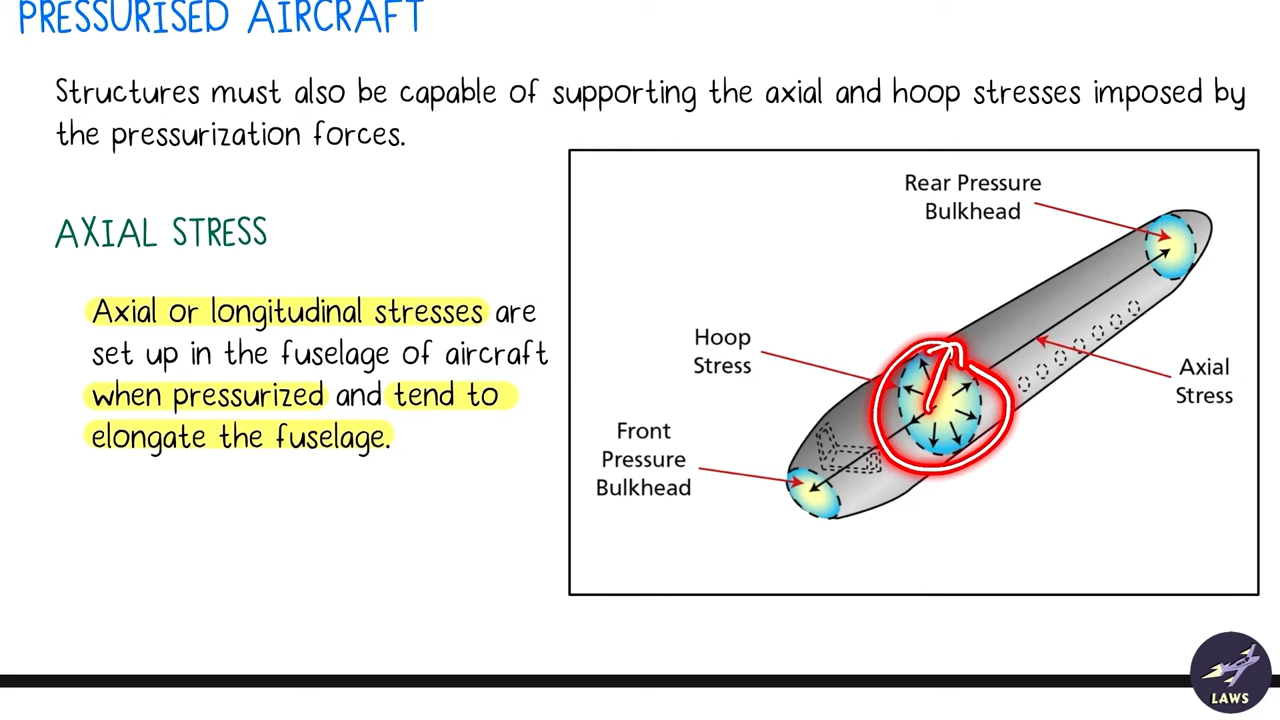 PRESSURISED AIRCRAFT
Structures must also be capable of supporting the axial and hoop stresses imposed by
the pressurization forces.
AXIAL STRESS
Axial or longitudinal stresses are
set up in the fuselage of aircraft
when pressurized and tend to
elongate the fuselage.
Rear Pressure
Bulkhead
Hoop
Stress
Axial
Stress
Front
Pressure
Bulkhead
LAWS